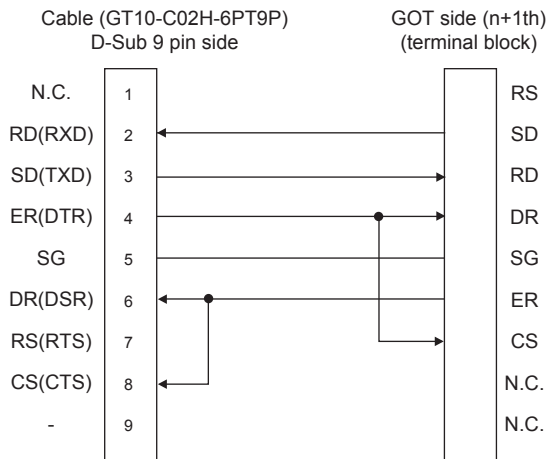 Cable (GT10-C02H-6PT9P)
D-Sub 9 pin side
GOT side (n+1th)
(terminal block)
N.C. 1 RS
RD(RXD) 2 SD
SD(TXD) 3 RD
ER(DTR) 4 DR
SG 5 SG
DR(DSR) 6 ER
RS(RTS) 7 CS
CS(CTS) 8 N.C.
- 9 N.C.